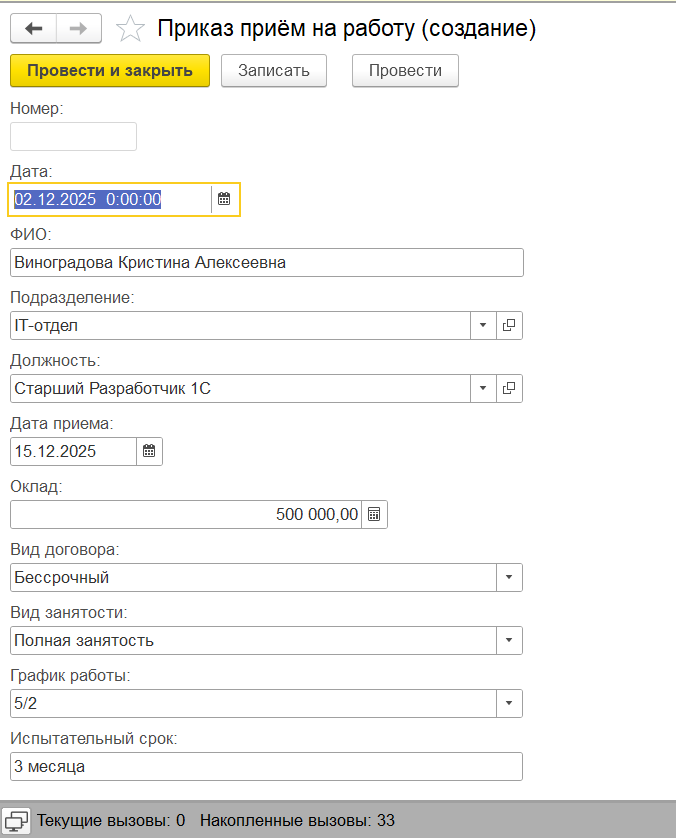 Приказ приём на работу (создание)
Провести и закрыть Записать Провести
Номер:
Дата:
02.12.2025 0:00:00
ФИО:
Виноградова Кристина Алексеевна
Подразделение:
IT-отдел
Должность:
Старший Разработчик 1С
Дата приема:
15.12.2025
Оклад:
500 000,00
Вид договора:
Бессрочный
Вид занятости:
Полная занятость
График работы:
5/2
Испытательный срок:
3 месяца
Текущие вызовы: 0 Накопленные вызовы: 33